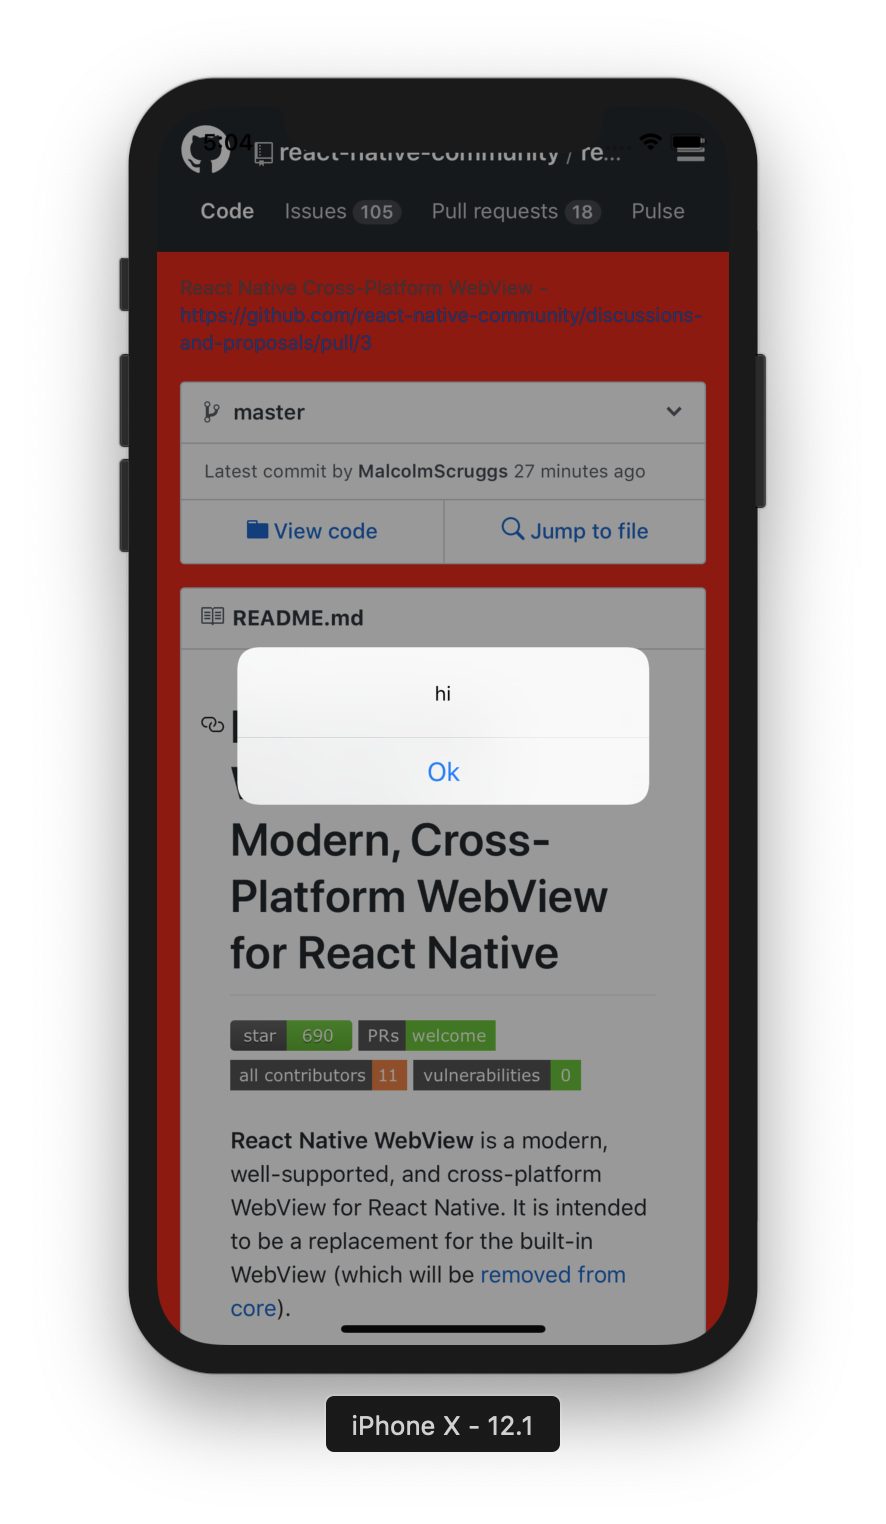 5:04
react-native-community / re...
Code Issues 105 Pull requests 18 Pulse
React Native Cross-Platform WebView -
https://github.com/react-native-community/discussions-
and-proposals/pull/3
master
Latest commit by MalcolmScruggs 27 minutes ago
View code Jump to file
README.md
hi
Ok
Modern, Cross-
Platform WebView
for React Native
star 690 PRs welcome
all contributors 11 vulnerabilities 0
React Native WebView is a modern,
well-supported, and cross-platform
WebView for React Native. It is intended
to be a replacement for the built-in
WebView (which will be removed from
core).
iPhone X - 12.1